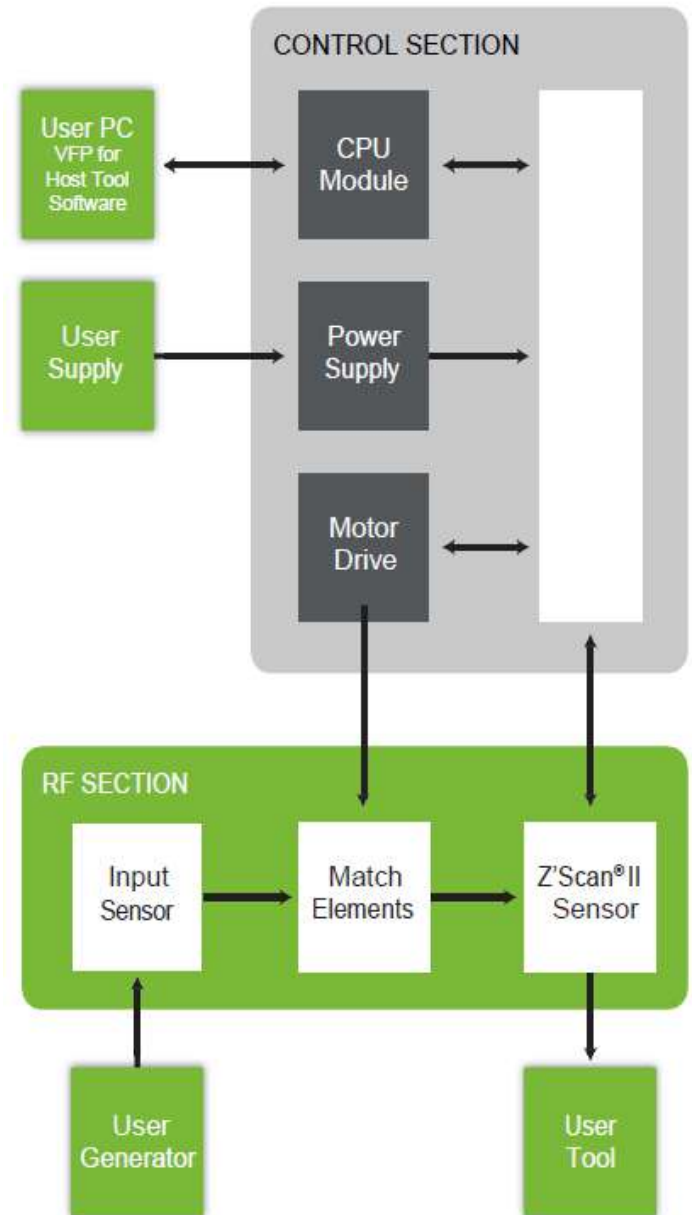 CONTROL SECTION
User PC
VFP for
Host Tool
Software
CPU
Module
User
Supply
Power
Supply
Motor
Drive
RF SECTION
Input
Sensor
Match
Elements
Z'Scan® II
Sensor
User
Generator
User
Tool